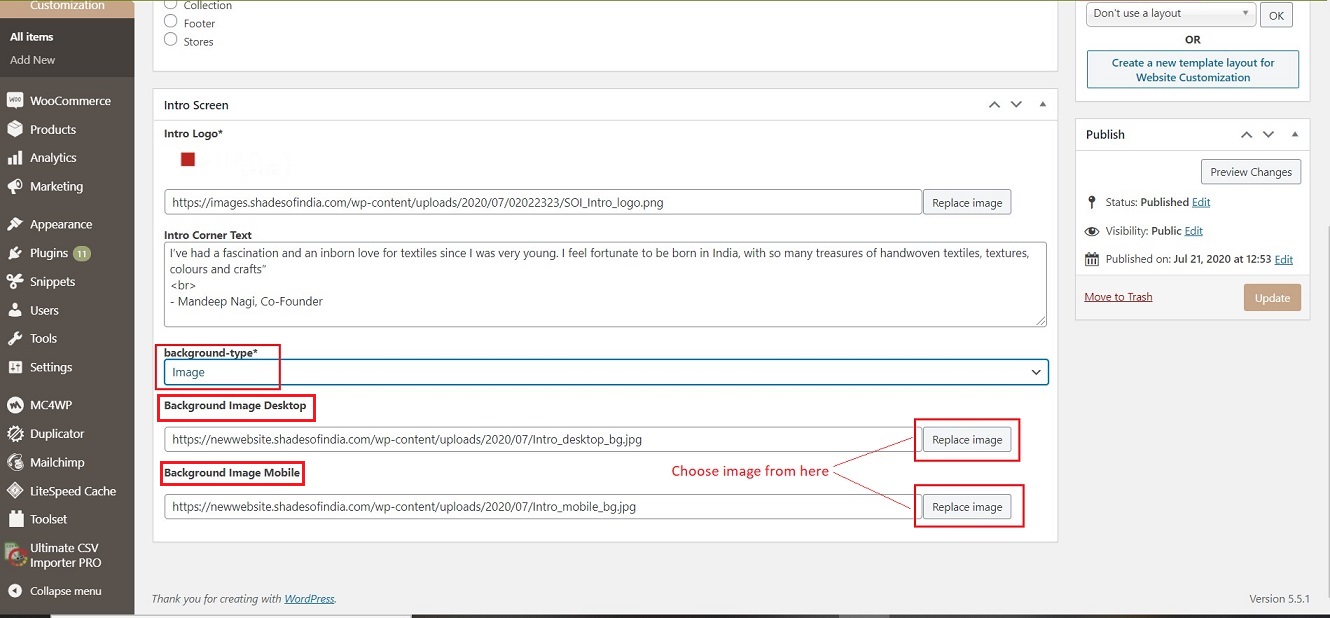 Customization
All items
Add New
WooCommerce
Products
Analytics
Marketing
Appearance
Plugins 11
Snippets
Users
Tools
Settings
MC4WP
Duplicator
Mailchimp
LiteSpeed Cache
Toolset
Ultimate CSV
Importer PRO
Collapse menu
Collection
Footer
Stores
Intro Screen
Intro Logo*
https://images.shadesofindia.com/wp-content/uploads/2020/07/02022323/SOI_Intro_logo.png
Replace image
Intro Corner Text
I've had a fascination and an inborn love for textiles since I was very young. I feel fortunate to be born in India, with so many treasures of handwoven textiles, textures,
colours and crafts"
<br>
- Mandeep Nagi, Co-Founder
background-type*
Image
Background Image Desktop
https://newwebsite.shadesofindia.com/wp-content/uploads/2020/07/Intro_desktop_bg.jpg
Replace image
Choose image from here
Background Image Mobile
https://newwebsite.shadesofindia.com/wp-content/uploads/2020/07/Intro_mobile_bg.jpg
Replace image
Thank you for creating with WordPress.
Don't use a layout
OK
OR
Create a new template layout for
Website Customization
Publish
Preview Changes
Status: Published Edit
Visibility: Public Edit
Published on: Jul 21, 2020 at 12:53 Edit
Move to Trash
Update
Version 5.5.1